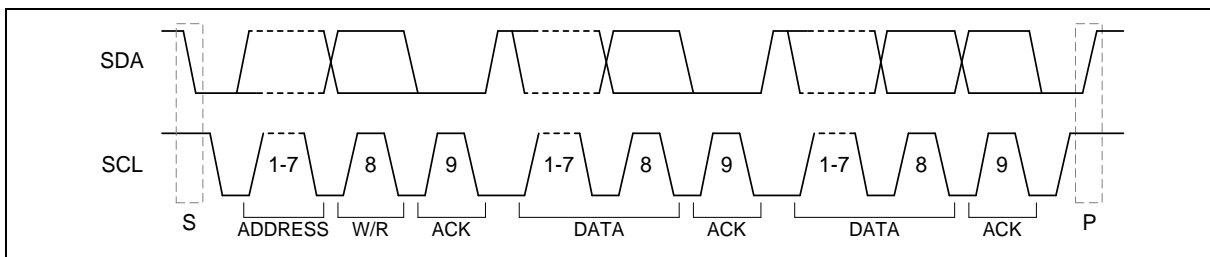 SDA
SCL 1-7 8 9 1-7 8 9 1-7 8 9
S ADDRESS W/R ACK DATA ACK DATA ACK P